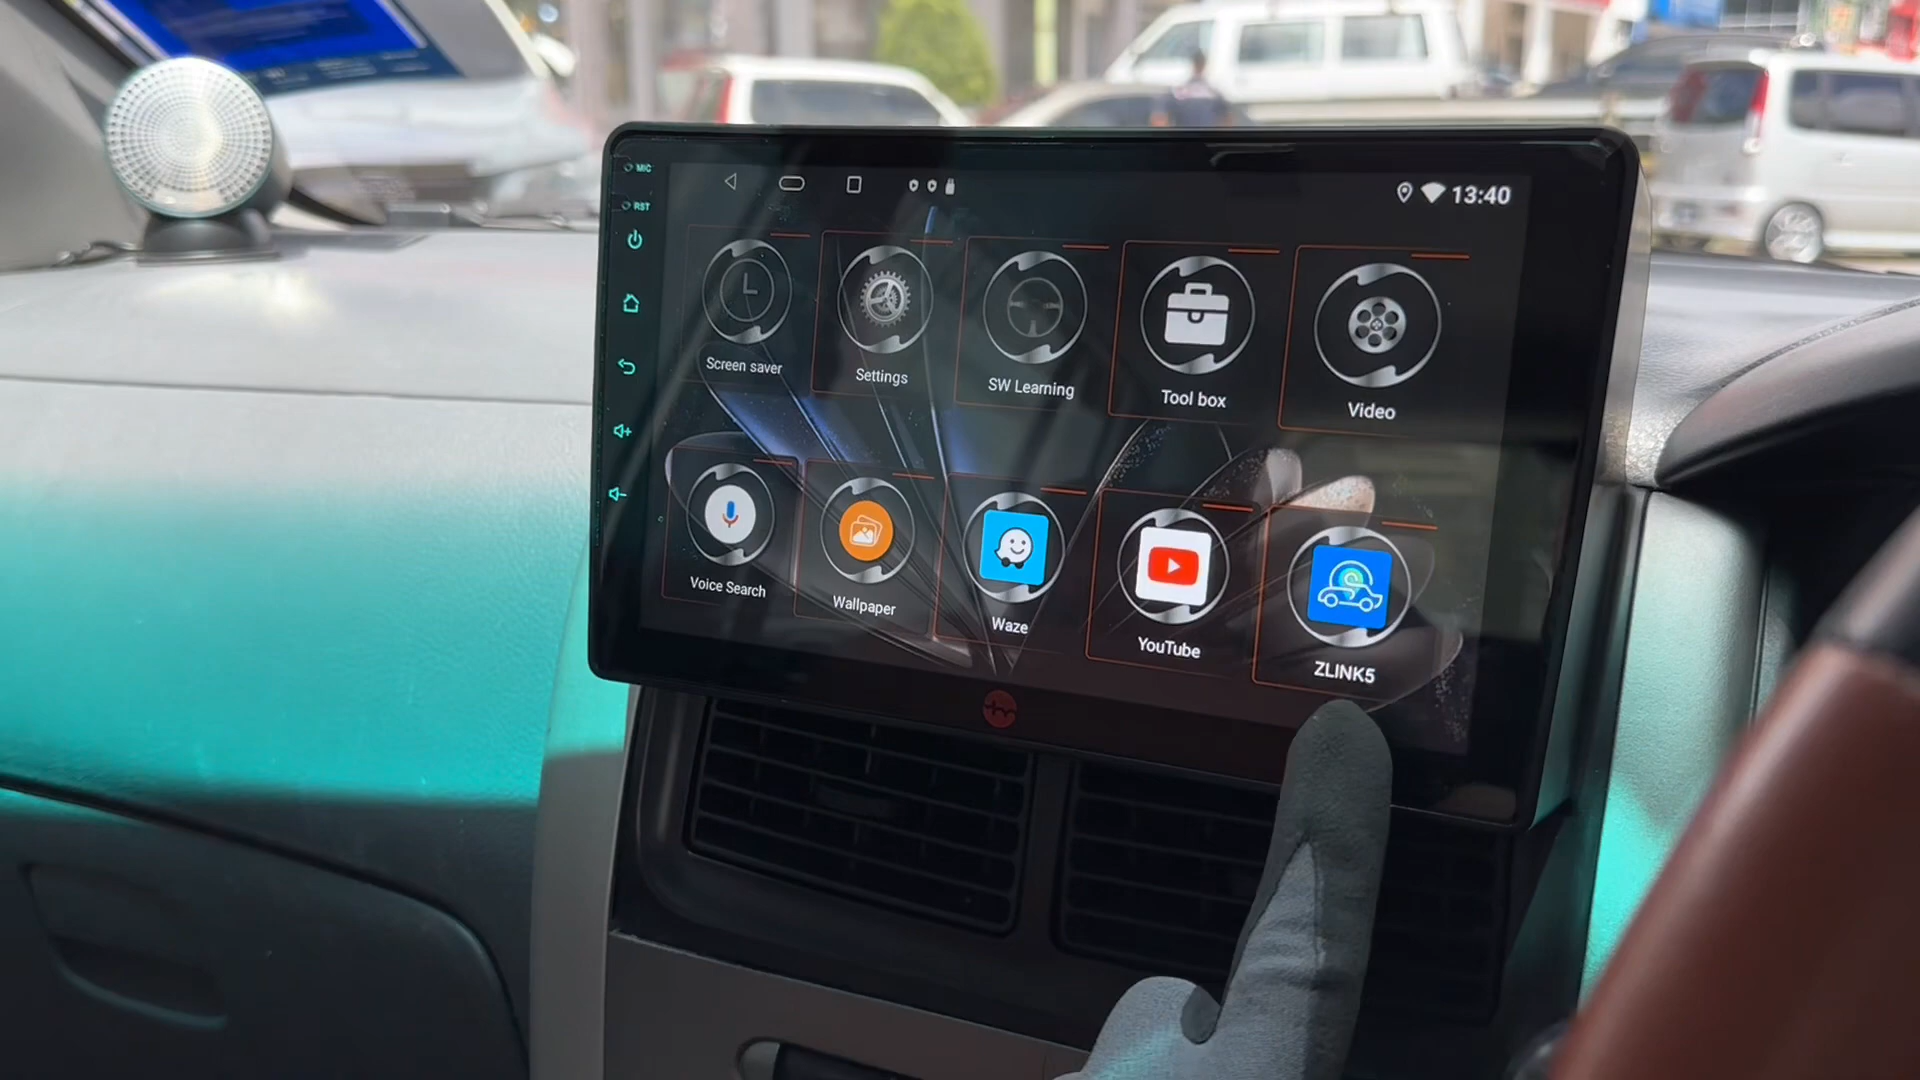 MIC
RST
13:40
Screen saver
Settings
SW Learning
Tool box
Video
Voice Search
Wallpaper
Waze
YouTube
ZLINK5